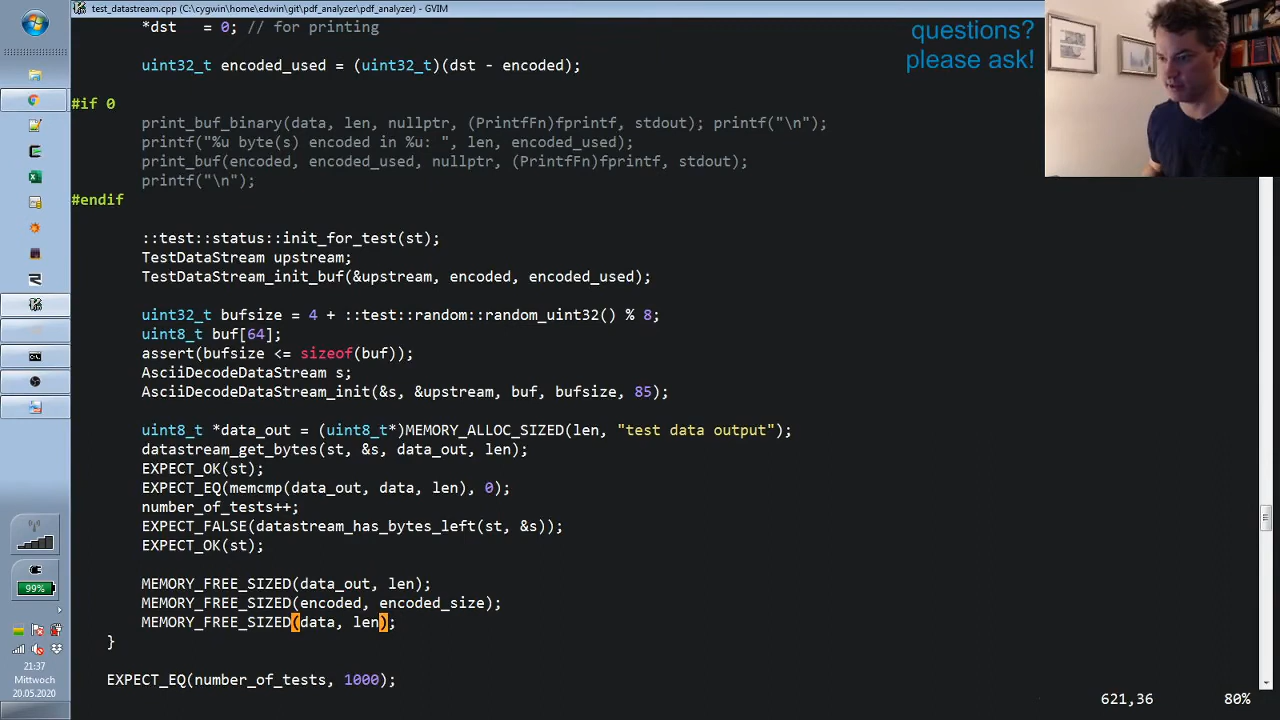 test_datastream.cpp (C:\cygwin\home\edwin\git\pdf_analyzer\pdf_analyzer) - GVIM
*dst   = 0; // for printing
uint32_t encoded_used = (uint32_t)(dst - encoded);
#if 0
print_buf_binary(data, len, nullptr, (PrintfFn)fprintf, stdout); printf("\n");
printf("%u byte(s) encoded in %u: ", len, encoded_used);
print_buf(encoded, encoded_used, nullptr, (PrintfFn)fprintf, stdout);
printf("\n");
#endif
::test::status::init_for_test(st);
TestDataStream upstream;
TestDataStream_init_buf(&upstream, encoded, encoded_used);
uint32_t bufsize = 4 + ::test::random::random_uint32() % 8;
uint8_t buf[64];
assert(bufsize <= sizeof(buf));
AsciiDecodeDataStream s;
AsciiDecodeDataStream_init(&s, &upstream, buf, bufsize, 85);
uint8_t *data_out = (uint8_t*)MEMORY_ALLOC_SIZED(len, "test data output");
datastream_get_bytes(st, &s, data_out, len);
EXPECT_OK(st);
EXPECT_EQ(memcmp(data_out, data, len), 0);
number_of_tests++;
EXPECT_FALSE(datastream_has_bytes_left(st, &s));
EXPECT_OK(st);
MEMORY_FREE_SIZED(data_out, len);
MEMORY_FREE_SIZED(encoded, encoded_size);
MEMORY_FREE_SIZED(data, len);
}
EXPECT_EQ(number_of_tests, 1000);
621,36
80%
questions?
please ask!
99%
21:37
Mittwoch
20.05.2020